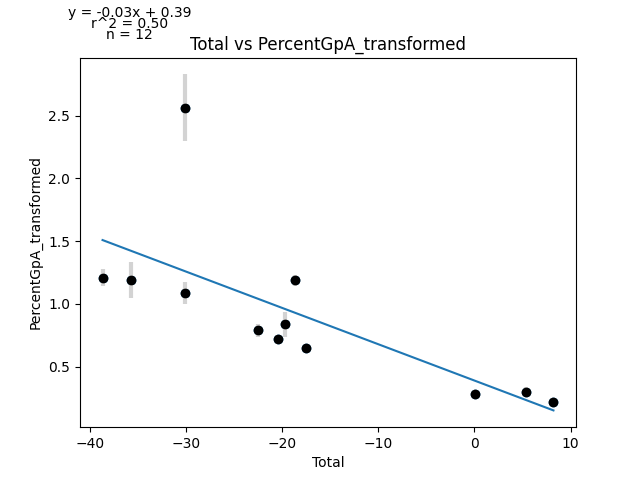 y = -0.03x + 0.39
r^2 = 0.50
n = 12
Total vs PercentGpA_transformed
PercentGpA_transformed
2.5
2.0
1.5
1.0
0.5
−40 −30 −20 −10 0 10
Total